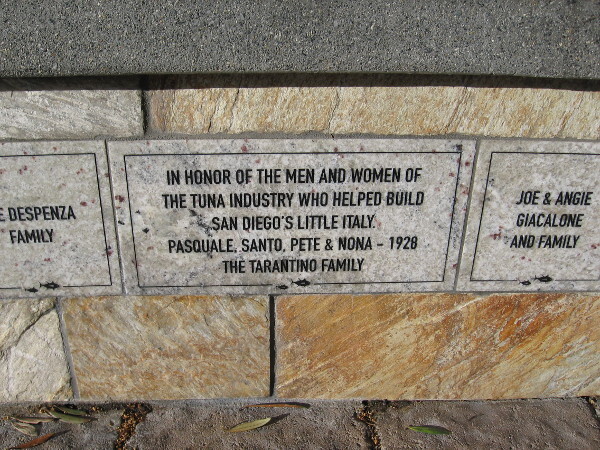 E DESPENZA
FAMILY
IN HONOR OF THE MEN AND WOMEN OF
THE TUNA INDUSTRY WHO HELPED BUILD
SAN DIEGO'S LITTLE ITALY.
PASQUALE, SANTO, PETE & NONA - 1928
THE TARANTINO FAMILY
JOE & ANGIE
GIACALONE
AND FAMILY